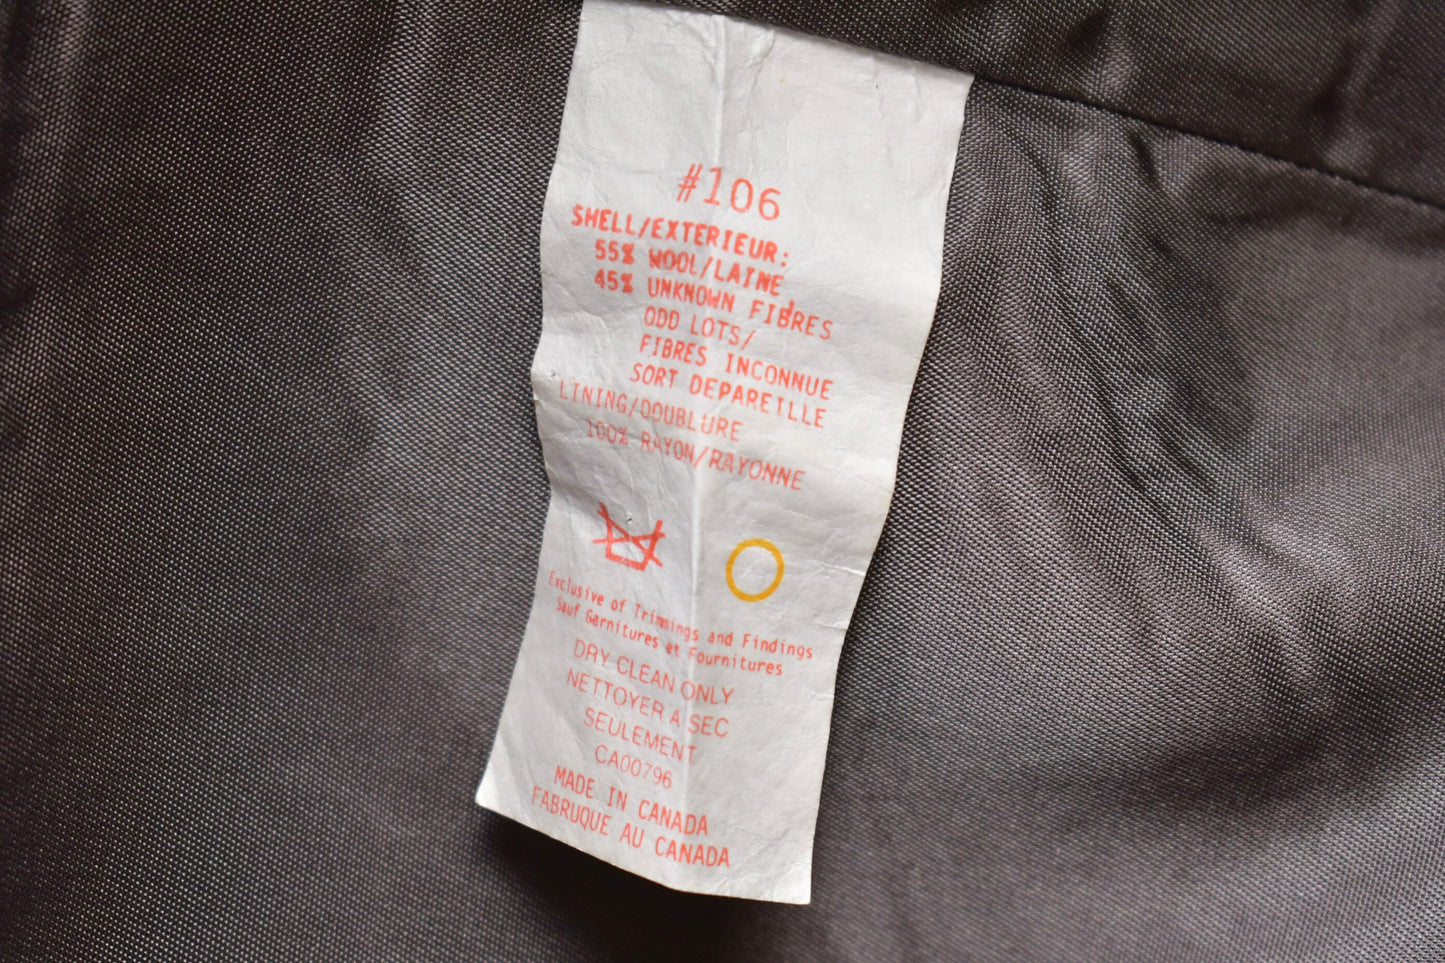 #106
SHELL/EXTERIEUR:
55% WOOL/LAINE
45% UNKNOWN FIBRES
ODD LOTS/
FIBRES INCONNUE
SORT DEPAREILLE
LINING/DOUBLURE
100% RAYON/RAYONNE
Exclusive of Trimmings and Findings
Sauf Garnitures et Fournitures
DRY CLEAN ONLY
NETTOYER A SEC
SEULEMENT
CA00796
MADE IN CANADA
FABRUQUE AU CANADA